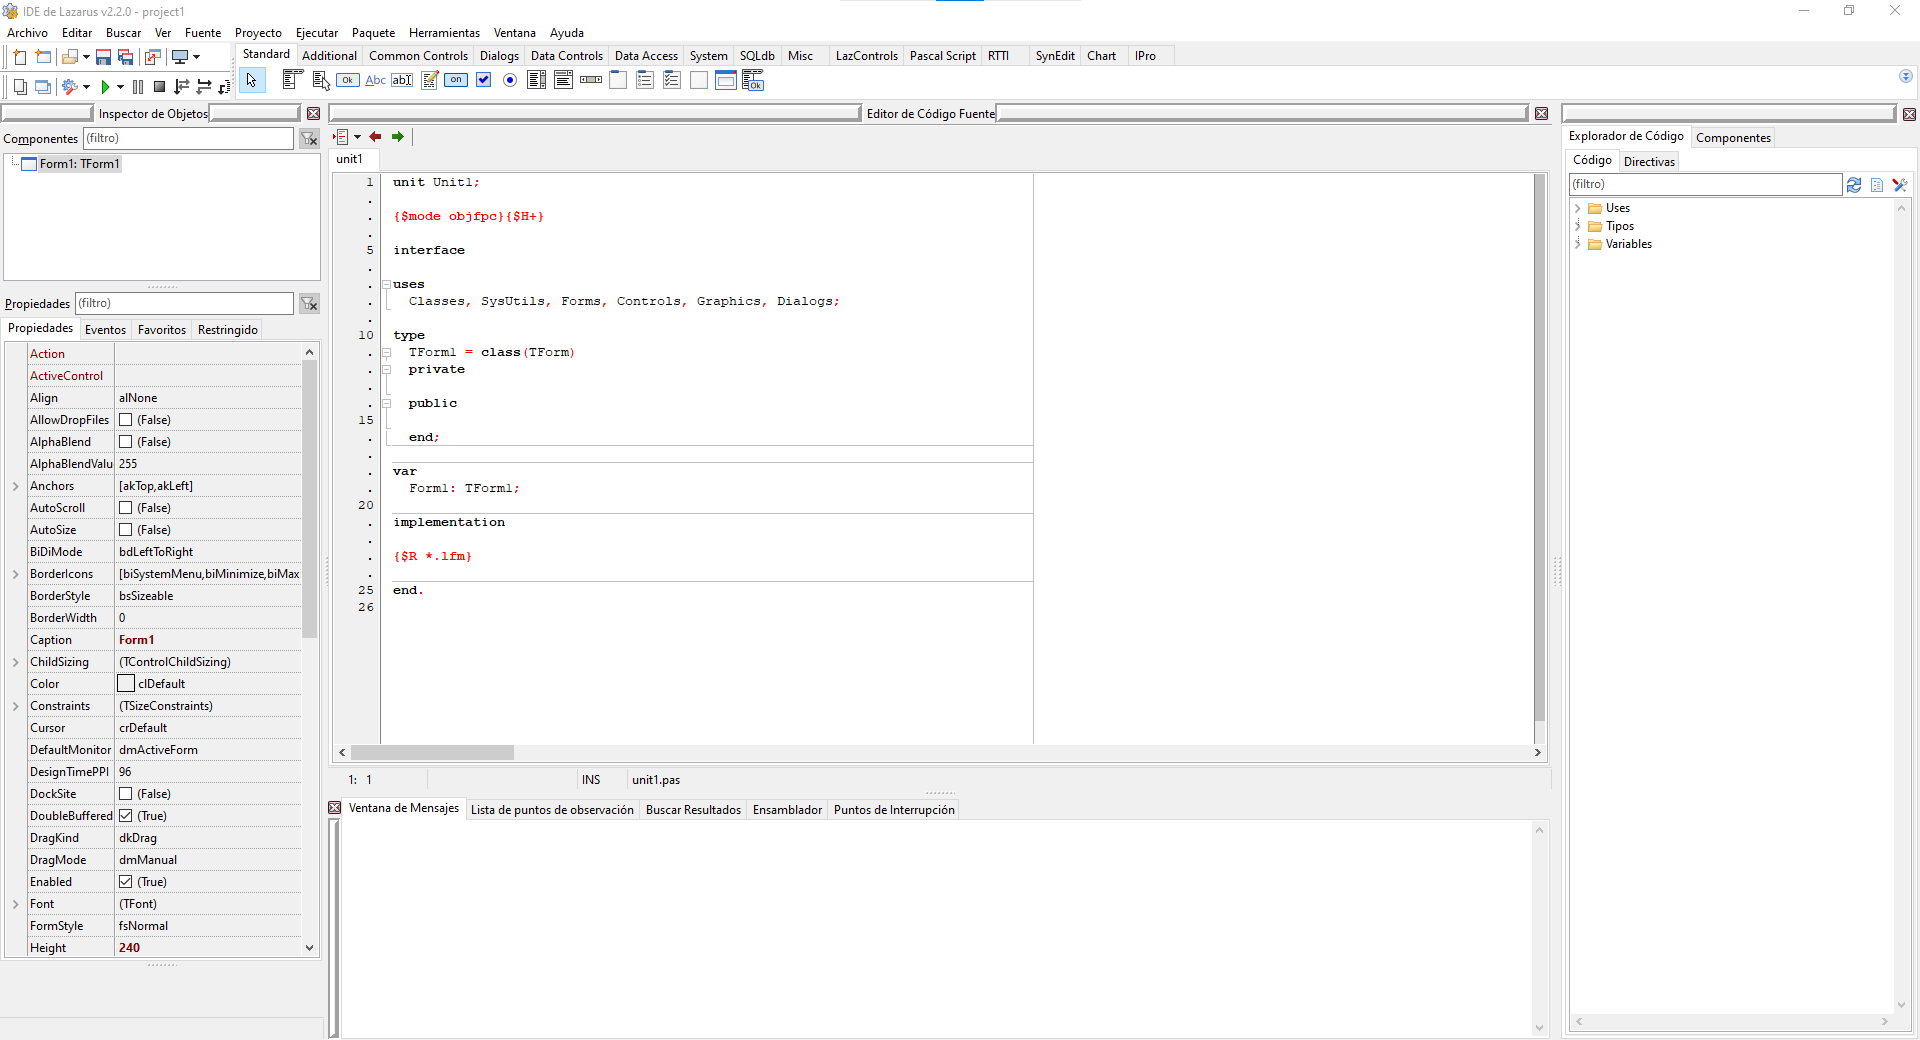 IDE de Lazarus v2.2.0 - project1
Archivo Editar Buscar Ver Fuente Proyecto Ejecutar Paquete Herramientas Ventana Ayuda
Standard Additional Common Controls Dialogs Data Controls Data Access System SQLdb Misc LazControls Pascal Script RTTI SynEdit Chart IPro
Ok Abc abI on Ok
Inspector de Objetos
Componentes (filtro)
Form1: TForm1
Propiedades (filtro)
Propiedades Eventos Favoritos Restringido
Action
ActiveControl
Align alNone
AllowDropFiles (False)
AlphaBlend (False)
AlphaBlendValu 255
Anchors [akTop,akLeft]
AutoScroll (False)
AutoSize (False)
BiDiMode bdLeftToRight
BorderIcons [biSystemMenu,biMinimize,biMax
BorderStyle bsSizeable
BorderWidth 0
Caption Form1
ChildSizing (TControlChildSizing)
Color clDefault
Constraints (TSizeConstraints)
Cursor crDefault
DefaultMonitor dmActiveForm
DesignTimePPI 96
DockSite (False)
DoubleBuffered (True)
DragKind dkDrag
DragMode dmManual
Enabled (True)
Font (TFont)
FormStyle fsNormal
Height 240
Editor de Código Fuente
unit1
1 unit Unit1;
.
. {$mode objfpc}{$H+}
.
5 interface
.
. uses
. Classes, SysUtils, Forms, Controls, Graphics, Dialogs;
.
10 type
. TForm1 = class(TForm)
. private
.
. public
15
. end;
.
. var
. Form1: TForm1;
20
. implementation
.
. {$R *.lfm}
.
25 end.
26
1: 1 INS unit1.pas
Ventana de Mensajes Lista de puntos de observación Buscar Resultados Ensamblador Puntos de Interrupción
Explorador de Código Componentes
Código Directivas
(filtro)
Uses
Tipos
Variables